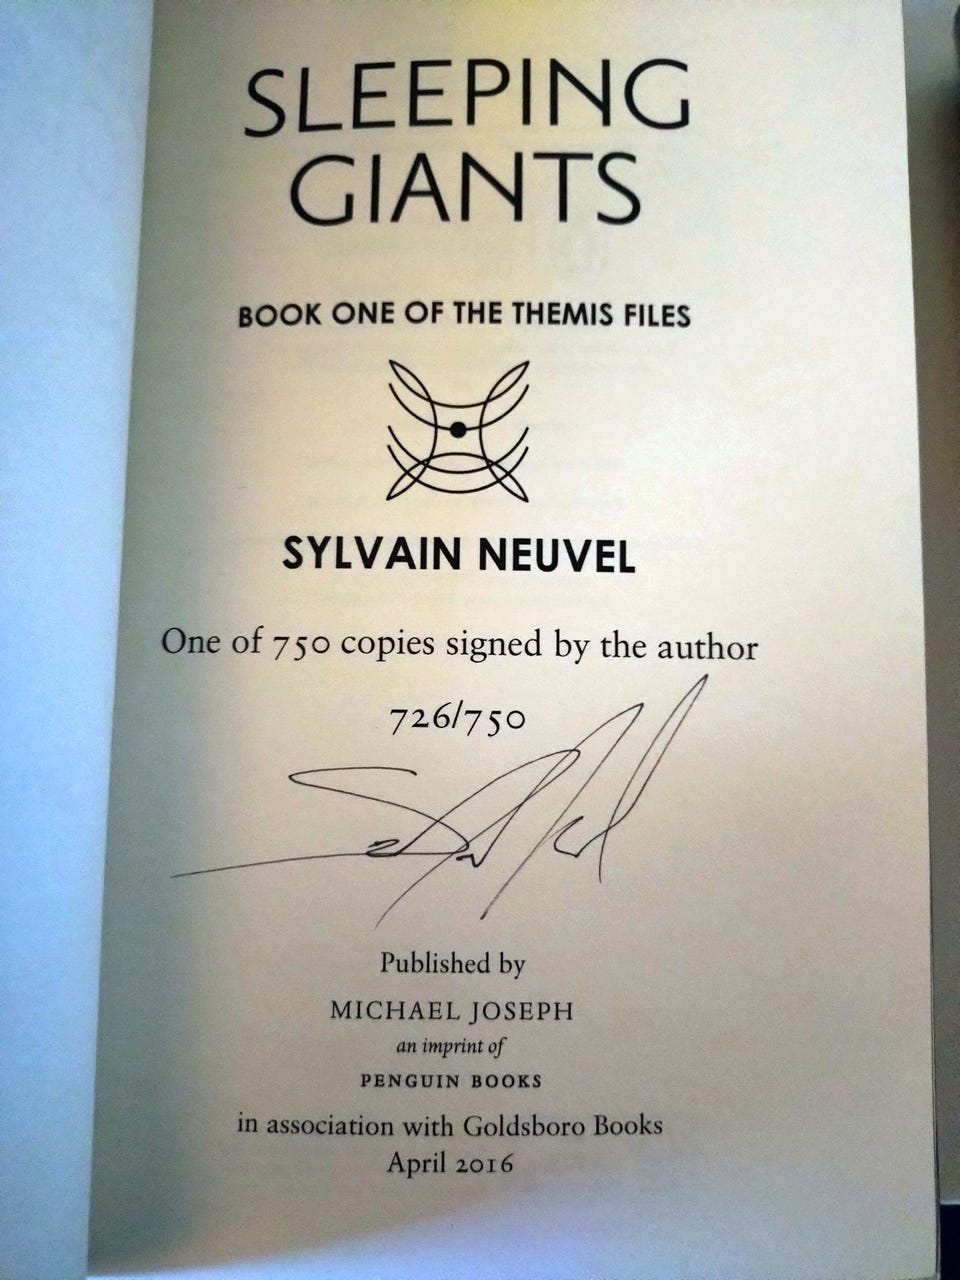 SLEEPING
GIANTS
BOOK ONE OF THE THEMIS FILES
SYLVAIN NEUVEL
One of 750 copies signed by the author
726/750
Published by
MICHAEL JOSEPH
an imprint of
PENGUIN BOOKS
in association with Goldsboro Books
April 2016